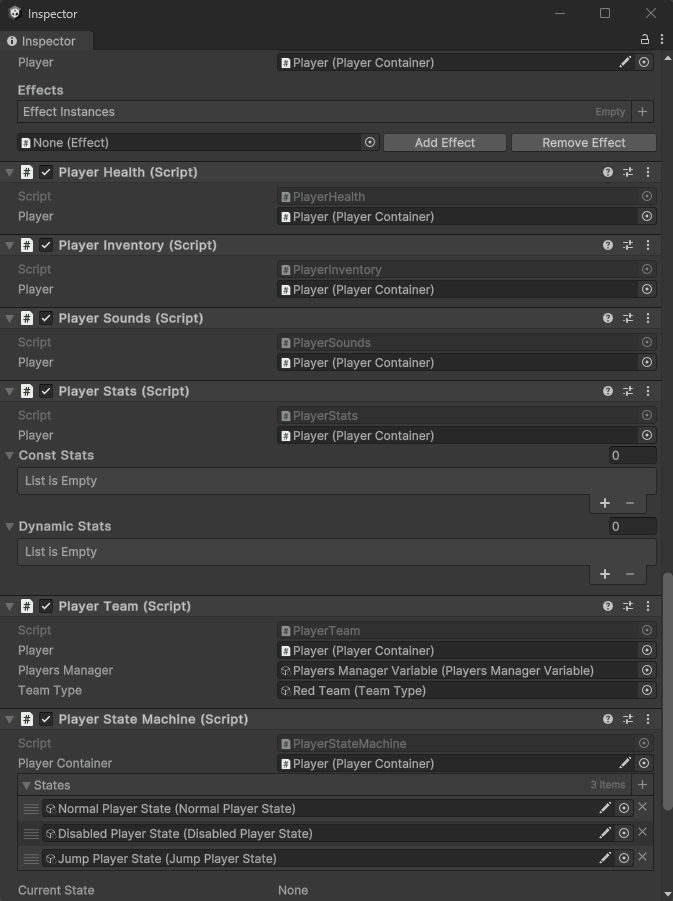 Inspector
Inspector
Player Player (Player Container)
Effects
Effect Instances Empty +
None (Effect) Add Effect Remove Effect
# Player Health (Script)
Script PlayerHealth
Player Player (Player Container)
# Player Inventory (Script)
Script PlayerInventory
Player Player (Player Container)
# Player Sounds (Script)
Script PlayerSounds
Player Player (Player Container)
# Player Stats (Script)
Script PlayerStats
Player Player (Player Container)
Const Stats 0
List is Empty
+ −
Dynamic Stats 0
List is Empty
+ −
# Player Team (Script)
Script PlayerTeam
Player Player (Player Container)
Players Manager Players Manager Variable (Players Manager Variable)
Team Type Red Team (Team Type)
# Player State Machine (Script)
Script PlayerStateMachine
Player Container Player (Player Container)
States 3 items +
Normal Player State (Normal Player State)
Disabled Player State (Disabled Player State)
Jump Player State (Jump Player State)
Current State None